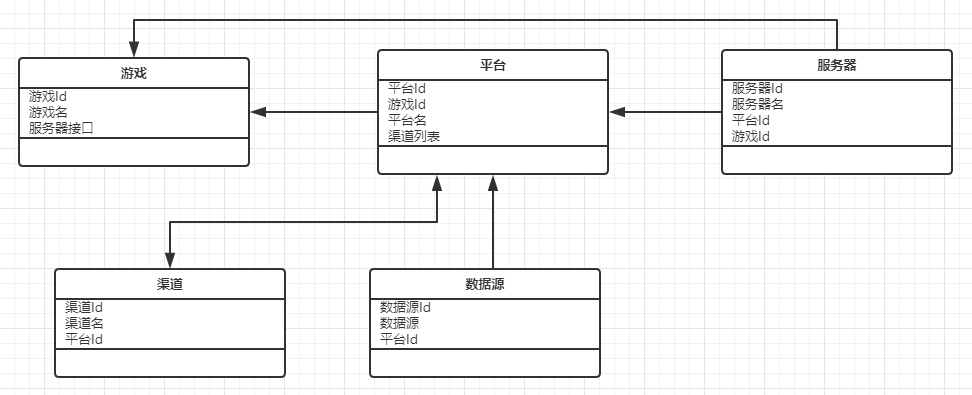 游戏
游戏Id
游戏名
服务器接口
平台
平台Id
游戏Id
平台名
渠道列表
服务器
服务器Id
服务器名
平台Id
游戏Id
渠道
渠道Id
渠道名
平台Id
数据源
数据源Id
数据源
平台Id